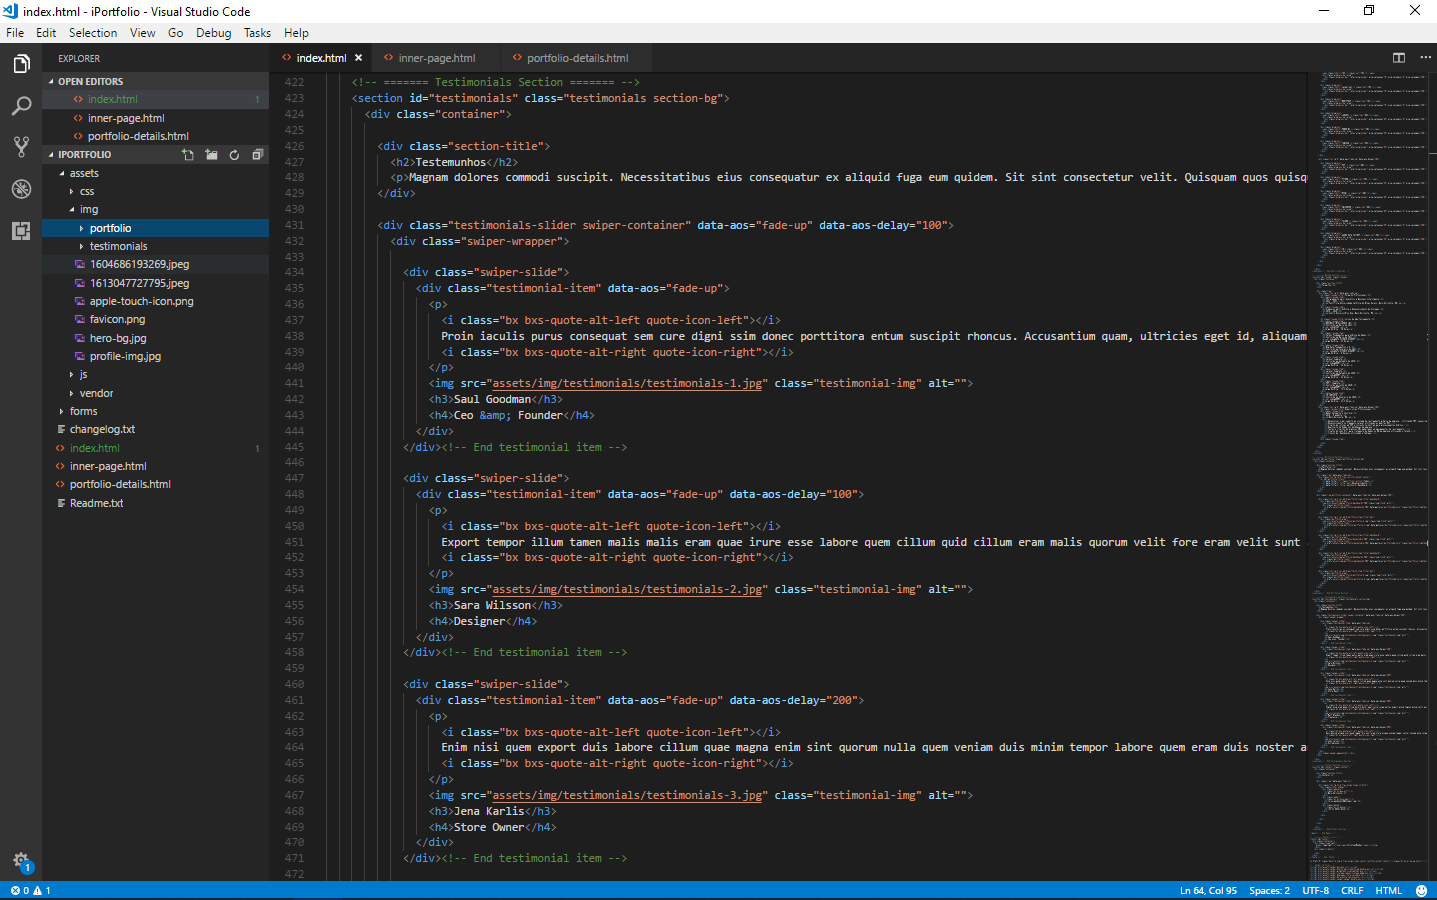 index.html - iPortfolio - Visual Studio Code
File Edit Selection View Go Debug Tasks Help
EXPLORER
OPEN EDITORS
index.html 1
inner-page.html
portfolio-details.html
IPORTFOLIO
assets
css
img
portfolio
testimonials
1604686193269.jpeg
1613047727795.jpeg
apple-touch-icon.png
favicon.png
hero-bg.jpg
profile-img.jpg
js
vendor
forms
changelog.txt
index.html 1
inner-page.html
portfolio-details.html
Readme.txt
index.html inner-page.html portfolio-details.html
422 <!-- ======= Testimonials Section ======= -->
423 <section id="testimonials" class="testimonials section-bg">
424 <div class="container">
425
426 <div class="section-title">
427 <h2>Testemunhos</h2>
428 <p>Magnam dolores commodi suscipit. Necessitatibus eius consequatur ex aliquid fuga eum quidem. Sit sint consectetur velit. Quisquam quos quisq
429 </div>
430
431 <div class="testimonials-slider swiper-container" data-aos="fade-up" data-aos-delay="100">
432 <div class="swiper-wrapper">
433
434 <div class="swiper-slide">
435 <div class="testimonial-item" data-aos="fade-up">
436 <p>
437 <i class="bx bxs-quote-alt-left quote-icon-left"></i>
438 Proin iaculis purus consequat sem cure digni ssim donec porttitora entum suscipit rhoncus. Accusantium quam, ultricies eget id, aliquam
439 <i class="bx bxs-quote-alt-right quote-icon-right"></i>
440 </p>
441 <img src="assets/img/testimonials/testimonials-1.jpg" class="testimonial-img" alt="">
442 <h3>Saul Goodman</h3>
443 <h4>Ceo &amp; Founder</h4>
444 </div>
445 </div><!-- End testimonial item -->
446
447 <div class="swiper-slide">
448 <div class="testimonial-item" data-aos="fade-up" data-aos-delay="100">
449 <p>
450 <i class="bx bxs-quote-alt-left quote-icon-left"></i>
451 Export tempor illum tamen malis malis eram quae irure esse labore quem cillum quid cillum eram malis quorum velit fore eram velit sunt
452 <i class="bx bxs-quote-alt-right quote-icon-right"></i>
453 </p>
454 <img src="assets/img/testimonials/testimonials-2.jpg" class="testimonial-img" alt="">
455 <h3>Sara Wilsson</h3>
456 <h4>Designer</h4>
457 </div>
458 </div><!-- End testimonial item -->
459
460 <div class="swiper-slide">
461 <div class="testimonial-item" data-aos="fade-up" data-aos-delay="200">
462 <p>
463 <i class="bx bxs-quote-alt-left quote-icon-left"></i>
464 Enim nisi quem export duis labore cillum quae magna enim sint quorum nulla quem veniam duis minim tempor labore quem eram duis noster a
465 <i class="bx bxs-quote-alt-right quote-icon-right"></i>
466 </p>
467 <img src="assets/img/testimonials/testimonials-3.jpg" class="testimonial-img" alt="">
468 <h3>Jena Karlis</h3>
469 <h4>Store Owner</h4>
470 </div>
471 </div><!-- End testimonial item -->
472
1
0 1 Ln 64, Col 95 Spaces: 2 UTF-8 CRLF HTML